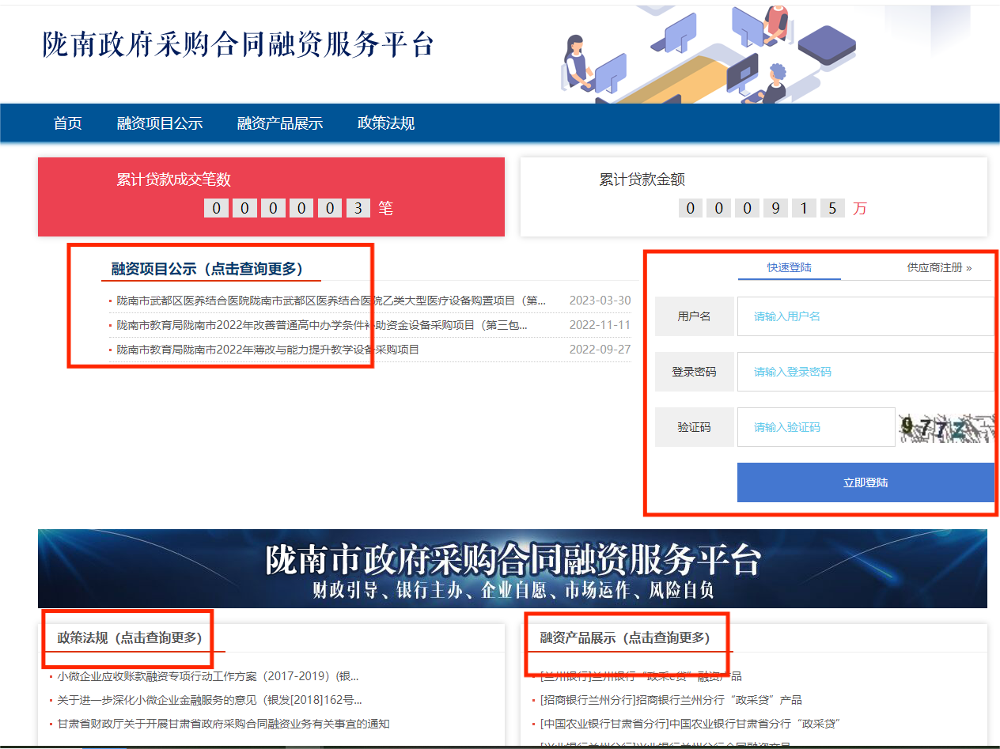 陇南政府采购合同融资服务平台
首页 融资项目公示 融资产品展示 政策法规
累计贷款成交笔数
0 0 0 0 0 3 笔
累计贷款金额
0 0 0 9 1 5 万
融资项目公示（点击查询更多）
陇南市武都区医养结合医院陇南市武都区医养结合医院乙类大型医疗设备购置项目（第... 2023-03-30
陇南市教育局陇南市2022年改善普通高中办学条件补助资金设备采购项目（第三包... 2022-11-11
陇南市教育局陇南市2022年薄改与能力提升教学设备采购项目 2022-09-27
快速登陆 供应商注册 »
用户名 请输入用户名
登录密码 请输入登录密码
验证码 请输入验证码 977Z
立即登陆
陇南市政府采购合同融资服务平台
财政引导、银行主办、企业自愿、市场运作、风险自负
政策法规（点击查询更多）
小微企业应收账款融资专项行动工作方案（2017-2019）(银...
关于进一步深化小微企业金融服务的意见（银发[2018]162号...
甘肃省财政厅关于开展甘肃省政府采购合同融资业务有关事宜的通知
融资产品展示（点击查询更多）
[兰州银行]兰州银行“政采e贷”融资产品
[招商银行兰州分行]招商银行兰州分行“政采贷”产品
[中国农业银行甘肃省分行]中国农业银行甘肃省分行“政采贷”
[兴业银行兰州分行]兴业银行兰州分行合同融资产品